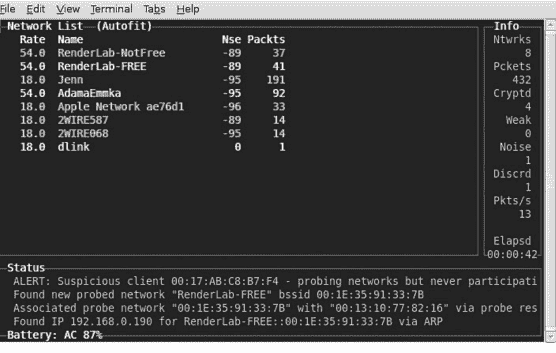 File Edit View Terminal Tabs Help
Network List (Autofit)
Rate Name Nse Packts
54.0 RenderLab-NotFree -89 37
54.0 RenderLab-FREE -89 41
18.0 Jenn -95 191
54.0 AdamaEmmka -95 92
18.0 Apple Network ae76d1 -96 33
18.0 2WIRE587 -89 14
18.0 2WIRE068 -95 14
18.0 dlink 0 1
Info
Ntwrks
8
Pckets
432
Cryptd
4
Weak
0
Noise
1
Discrd
1
Pkts/s
13
Elapsd
00:00:42
Status
ALERT: Suspicious client 00:17:AB:C8:B7:F4 - probing networks but never participati
Found new probed network "RenderLab-FREE" bssid 00:1E:35:91:33:7B
Associated probe network "00:1E:35:91:33:7B" with "00:13:10:77:82:16" via probe res
Found IP 192.168.0.190 for RenderLab-FREE::00:1E:35:91:33:7B via ARP
Battery: AC 87%